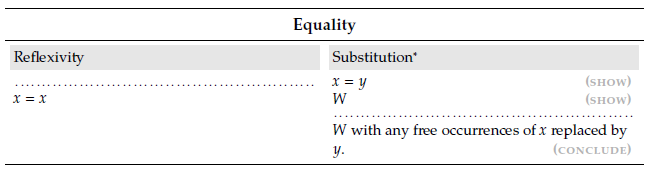 Equality
Reflexivity
x = x
Substitution*
x = y (SHOW)
W (SHOW)
W with any free occurrences of x replaced by
y. (CONCLUDE)